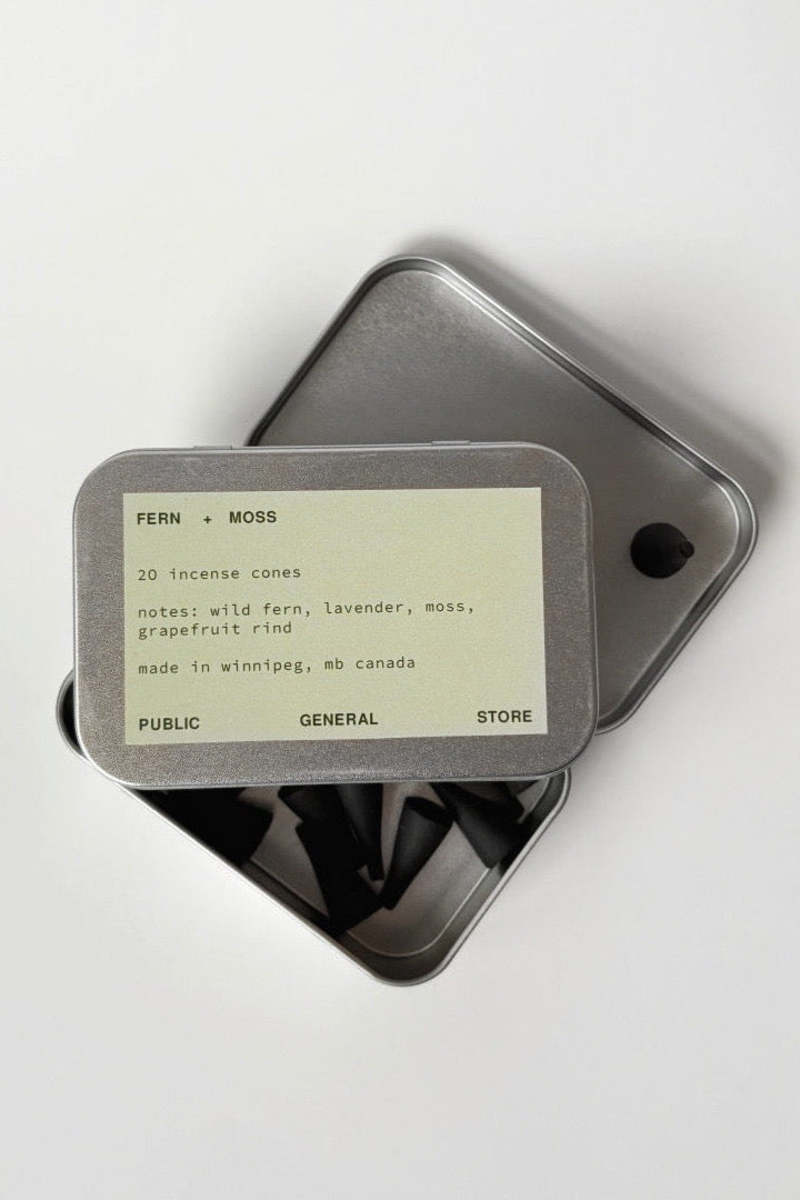 FERN + MOSS
20 incense cones
notes: wild fern, lavender, moss,
grapefruit rind
made in winnipeg, mb canada
PUBLIC GENERAL STORE